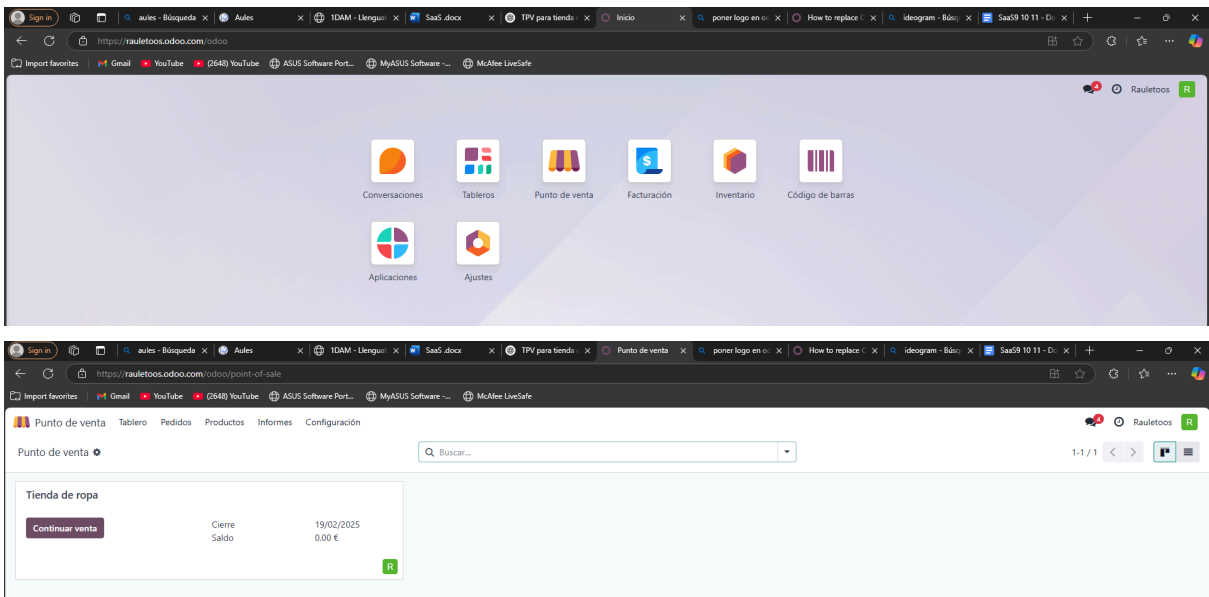 Sign in aules - Búsqueda Aules 1DAM - Llenguat SaaS .docx TPV para tienda Inicio poner logo en oc How to replace C ideogram - Búsq SaaS9 10 11 - Do
https://rauletoos.odoo.com/odoo
Import favorites Gmail YouTube (2648) YouTube ASUS Software Port... MyASUS Software -... McAfee LiveSafe
4 Rauletoos R
Conversaciones Tableros Punto de venta Facturación Inventario Código de barras
Aplicaciones Ajustes
Sign in aules - Búsqueda Aules 1DAM - Llenguat SaaS .docx TPV para tienda Punto de venta poner logo en oc How to replace C ideogram - Búsq SaaS9 10 11 - Do
https://rauletoos.odoo.com/odoo/point-of-sale
Import favorites Gmail YouTube (2648) YouTube ASUS Software Port... MyASUS Software -... McAfee LiveSafe
Punto de venta Tablero Pedidos Productos Informes Configuración 4 Rauletoos R
Punto de venta Buscar... 1-1 / 1
Tienda de ropa
Continuar venta Cierre 19/02/2025
Saldo 0,00 €
R